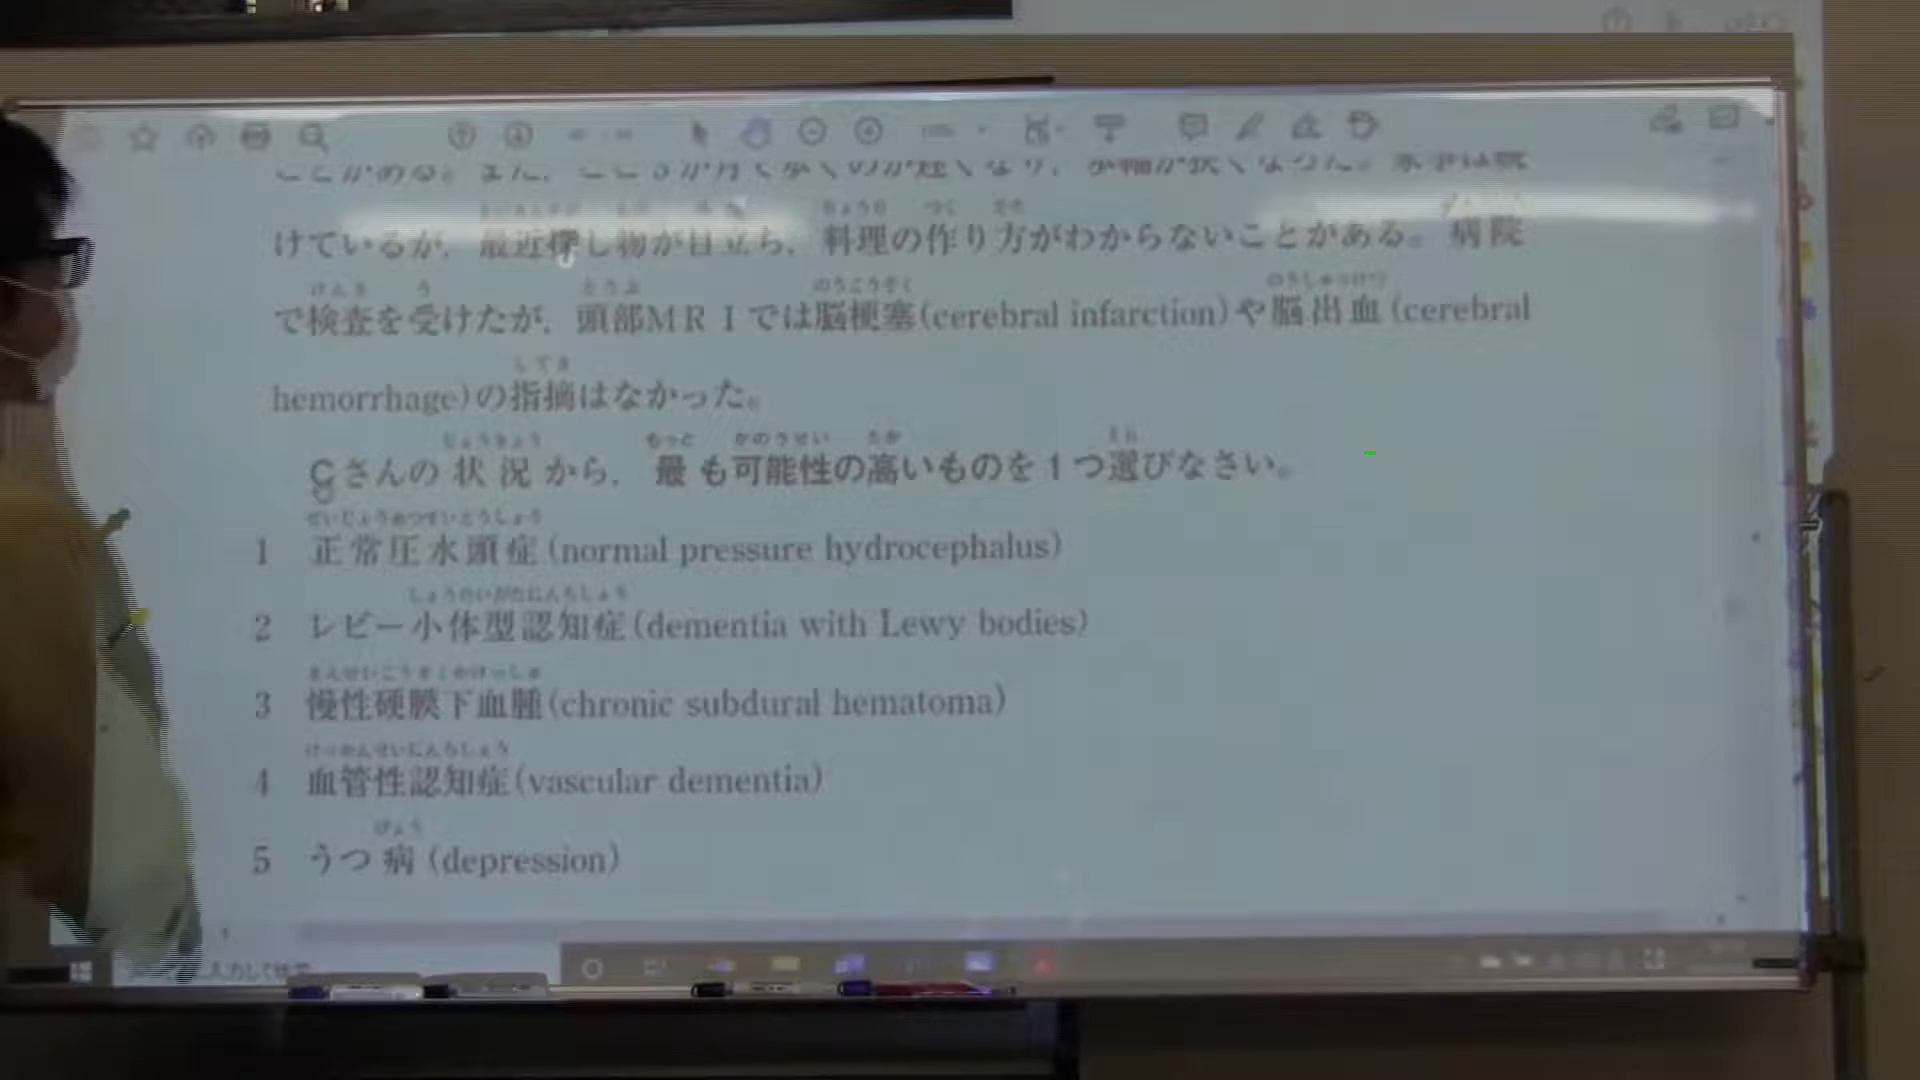 けているが，最近探し物が目立ち，料理の作り方がわからないことがある。病院
で検査を受けたが，頭部ＭＲＩでは脳梗塞(cerebral infarction)や脳出血(cerebral
hemorrhage)の指摘はなかった。
Ｃさんの状況から，最も可能性の高いものを１つ選びなさい。
1 正常圧水頭症(normal pressure hydrocephalus)
2 レビー小体型認知症(dementia with Lewy bodies)
3 慢性硬膜下血腫(chronic subdural hematoma)
4 血管性認知症(vascular dementia)
5 うつ病(depression)